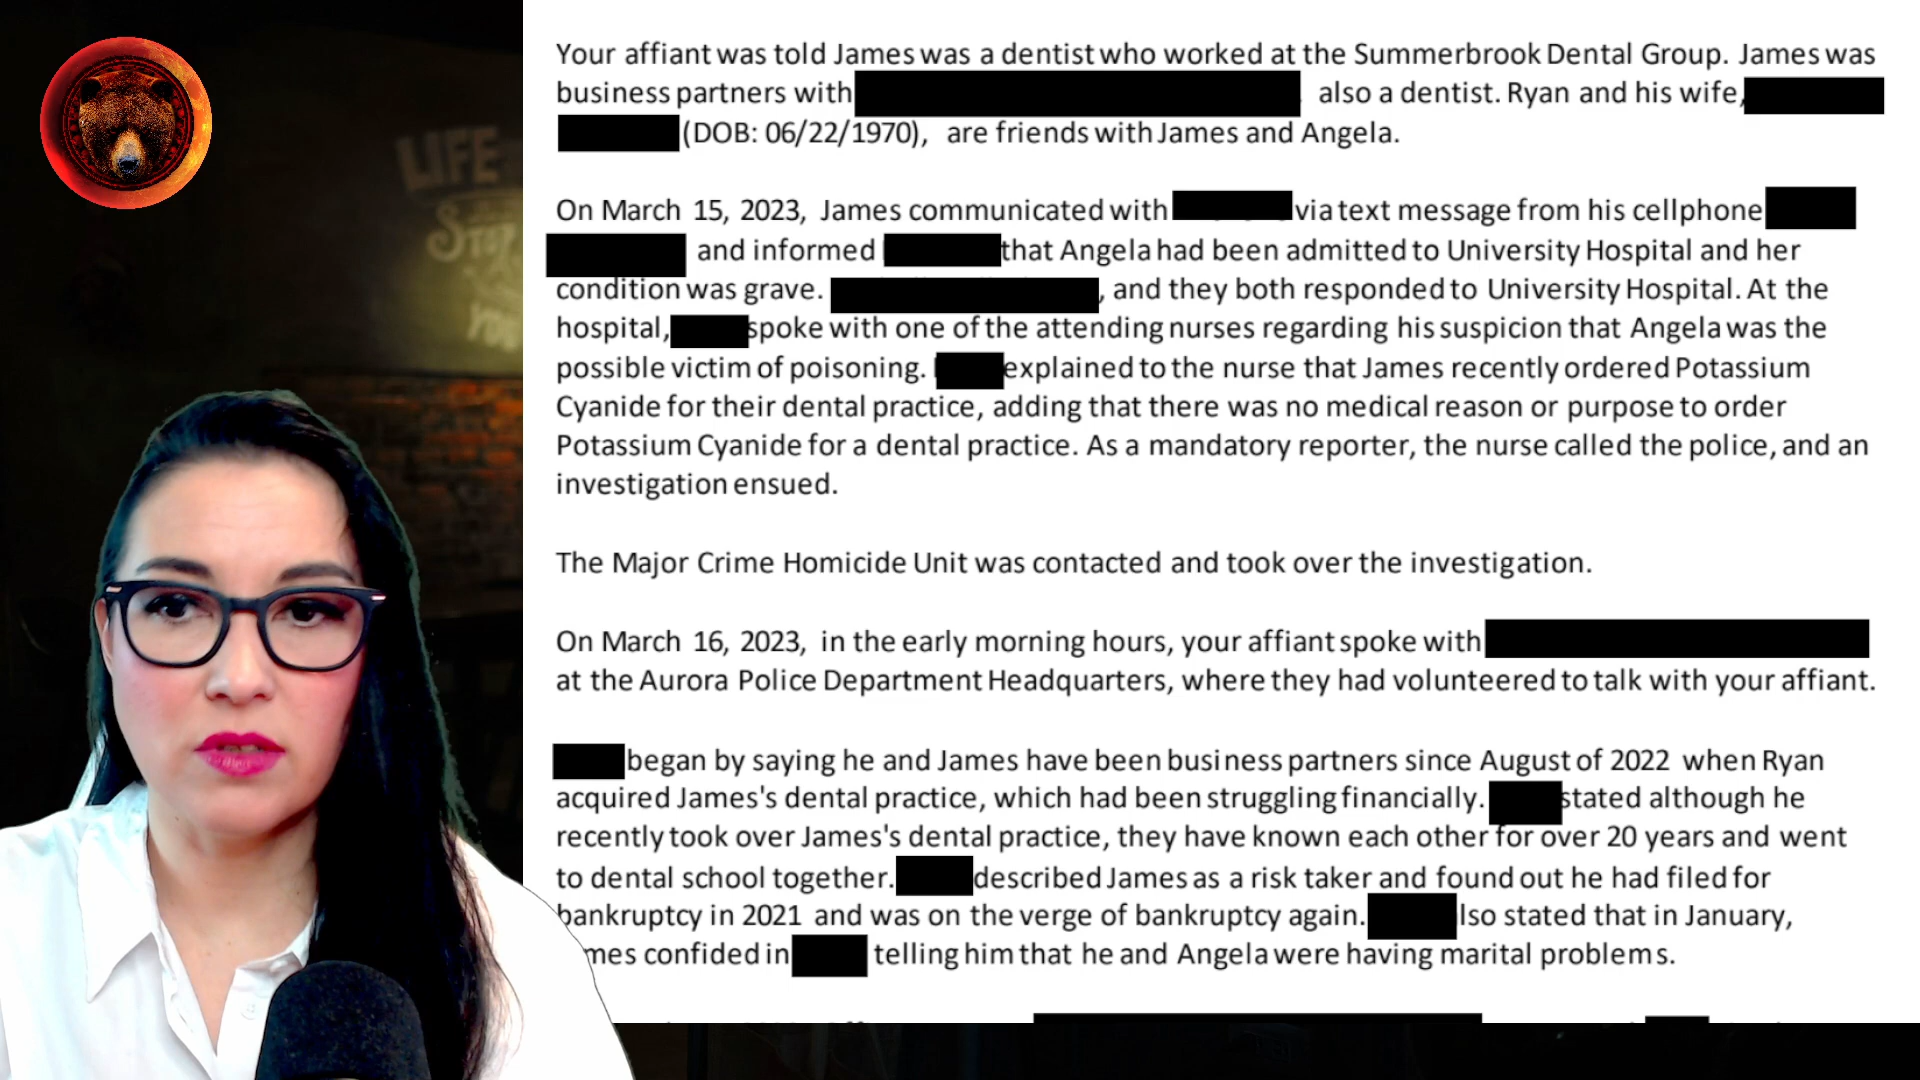 LIFE
Your affiant was told James was a dentist who worked at the Summerbrook Dental Group. James was
business partners with also a dentist. Ryan and his wife,
(DOB: 06/22/1970), are friends with James and Angela.
On March 15, 2023, James communicated with via text message from his cellphone
and informed that Angela had been admitted to University Hospital and her
condition was grave. , and they both responded to University Hospital. At the
hospital, spoke with one of the attending nurses regarding his suspicion that Angela was the
possible victim of poisoning. explained to the nurse that James recently ordered Potassium
Cyanide for their dental practice, adding that there was no medical reason or purpose to order
Potassium Cyanide for a dental practice. As a mandatory reporter, the nurse called the police, and an
investigation ensued.
The Major Crime Homicide Unit was contacted and took over the investigation.
On March 16, 2023, in the early morning hours, your affiant spoke with
at the Aurora Police Department Headquarters, where they had volunteered to talk with your affiant.
began by saying he and James have been business partners since August of 2022 when Ryan
acquired James's dental practice, which had been struggling financially. stated although he
recently took over James's dental practice, they have known each other for over 20 years and went
to dental school together. described James as a risk taker and found out he had filed for
bankruptcy in 2021 and was on the verge of bankruptcy again. lso stated that in January,
mes confided in telling him that he and Angela were having marital problems.